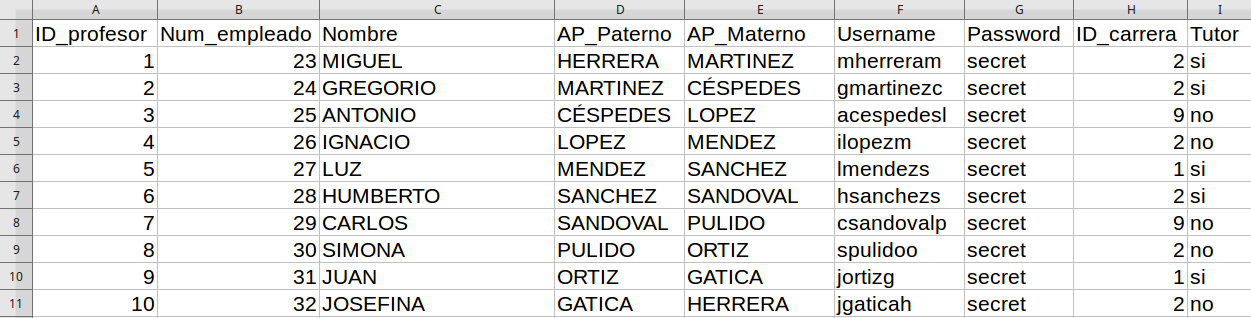 A B C D E F G H I
1 ID_profesor Num_empleado Nombre AP_Paterno AP_Materno Username Password ID_carrera Tutor
2 1 23 MIGUEL HERRERA MARTINEZ mherreram secret 2 si
3 2 24 GREGORIO MARTINEZ CÉSPEDES gmartinezc secret 2 si
4 3 25 ANTONIO CÉSPEDES LOPEZ acespedesl secret 9 no
5 4 26 IGNACIO LOPEZ MENDEZ ilopezm secret 2 no
6 5 27 LUZ MENDEZ SANCHEZ lmendezs secret 1 si
7 6 28 HUMBERTO SANCHEZ SANDOVAL hsanchezs secret 2 si
8 7 29 CARLOS SANDOVAL PULIDO csandovalp secret 9 no
9 8 30 SIMONA PULIDO ORTIZ spulidoo secret 2 no
10 9 31 JUAN ORTIZ GATICA jortizg secret 1 si
11 10 32 JOSEFINA GATICA HERRERA jgaticah secret 2 no